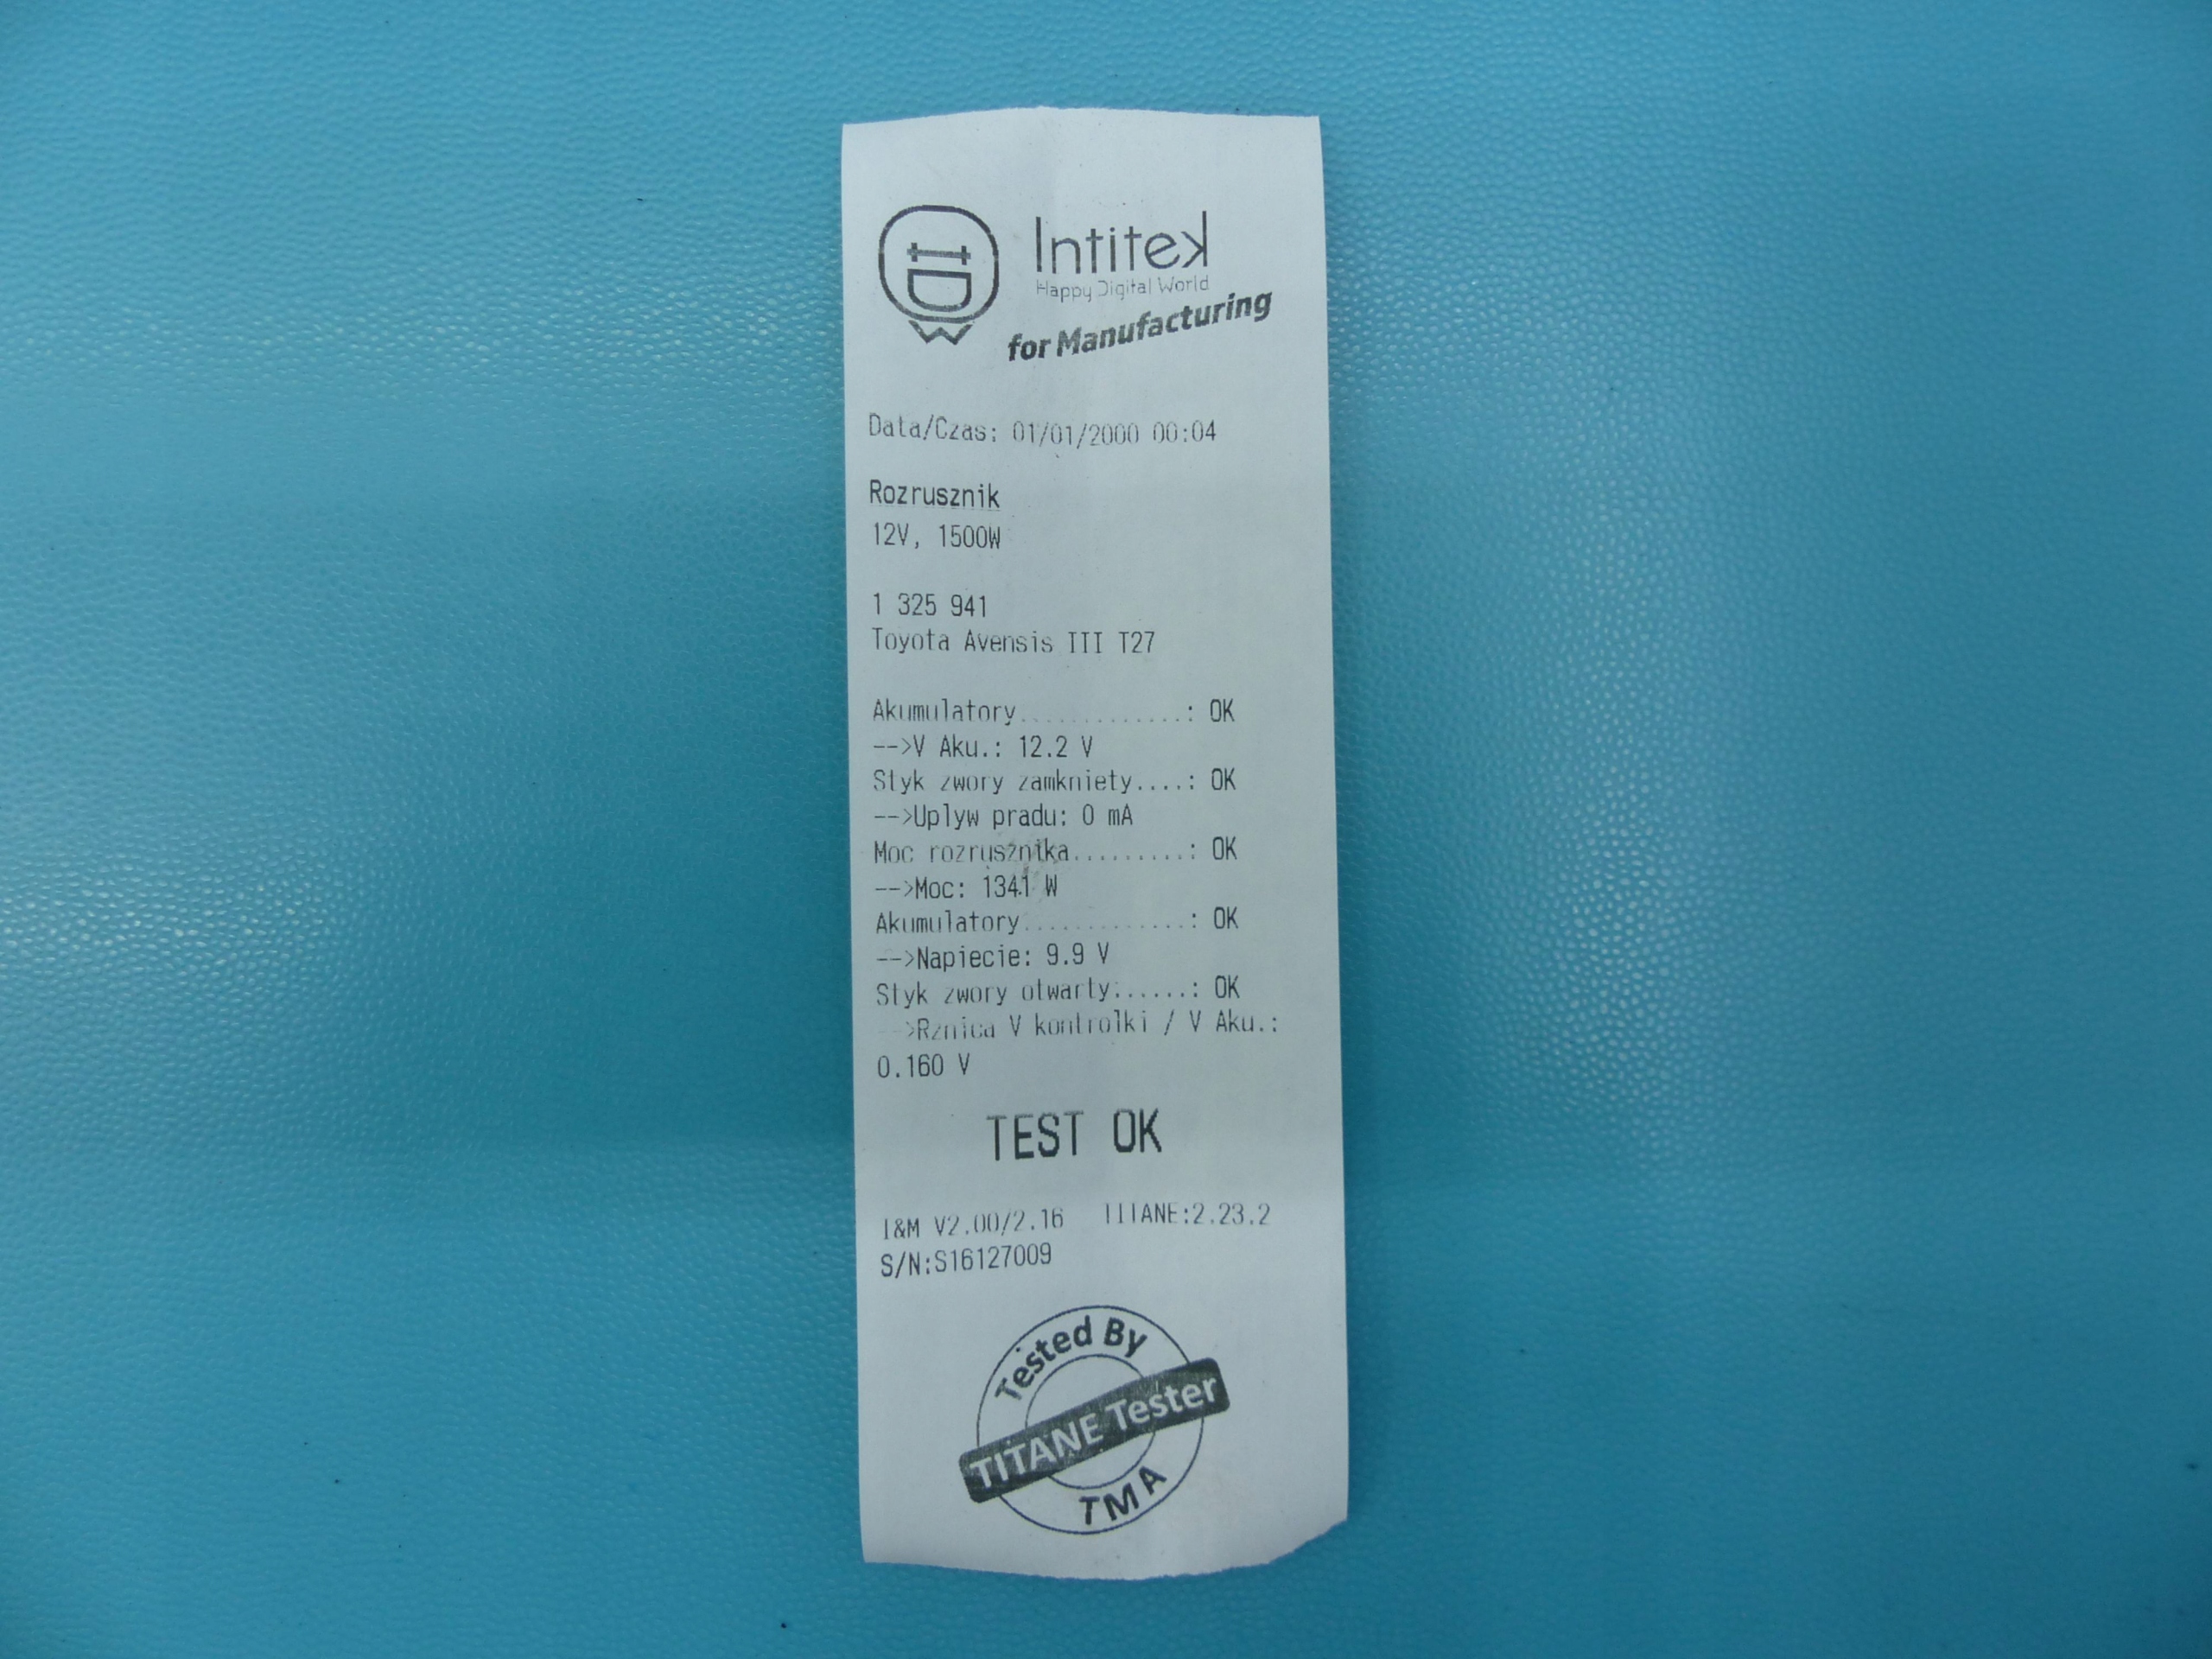 Intitek
Happy Digital World
for Manufacturing
Data/Czas: 01/01/2000 00:04
Rozrusznik
12V, 1500W
1 325 941
Toyota Avensis III T27
Akumulatory.............: OK
-->V Aku.: 12.2 V
Styk zwory zamkniety....: OK
-->Uplyw pradu: 0 mA
Moc rozrusznika.........: OK
-->Moc: 1341 W
Akumulatory.............: OK
-->Napiecie: 9.9 V
Styk zwory otwarty......: OK
-->Rznica V kontrolki / V Aku.:
0.160 V
TEST OK
I&M V2.00/2.16 TITANE:2.23.2
S/N:S16127009
Tested By
TITANE Tester
TMA